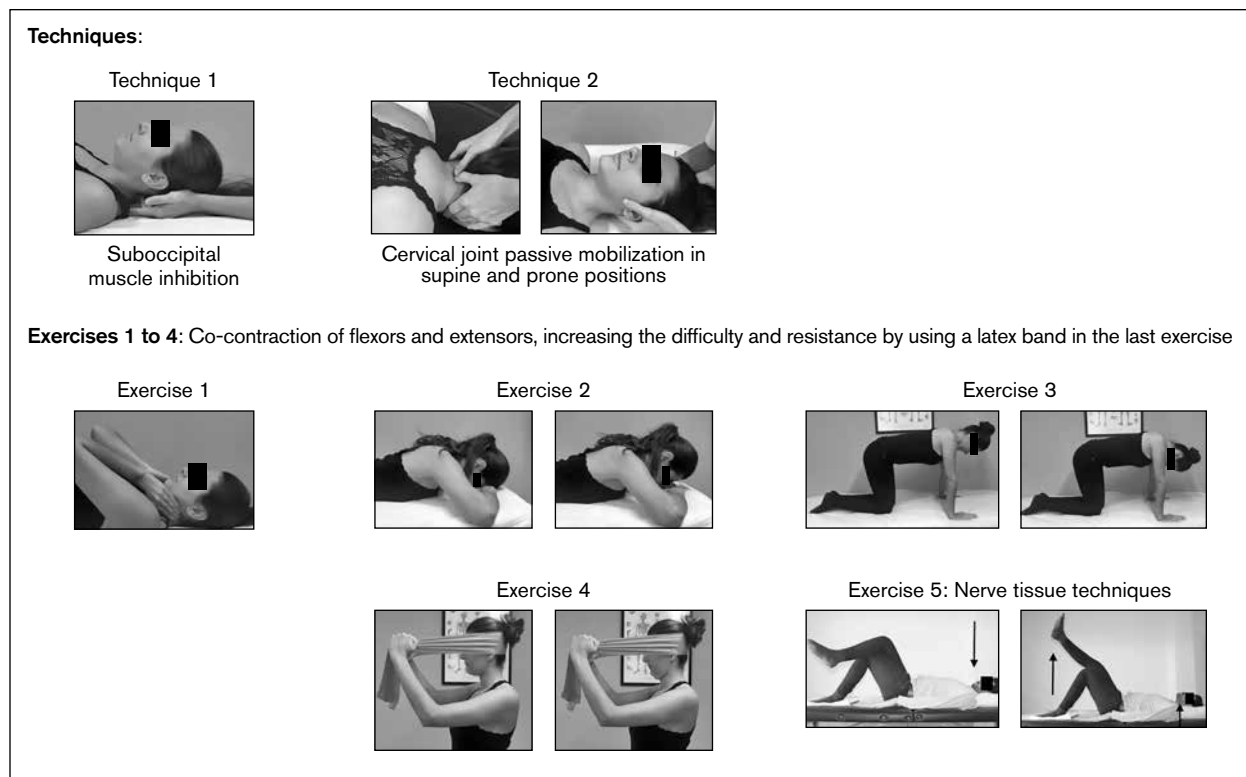 Techniques:
Technique 1
Technique 2
Suboccipital
muscle inhibition
Cervical joint passive mobilization in
supine and prone positions
Exercises 1 to 4: Co-contraction of flexors and extensors, increasing the difficulty and resistance by using a latex band in the last exercise
Exercise 1
Exercise 2
Exercise 3
Exercise 4
Exercise 5: Nerve tissue techniques